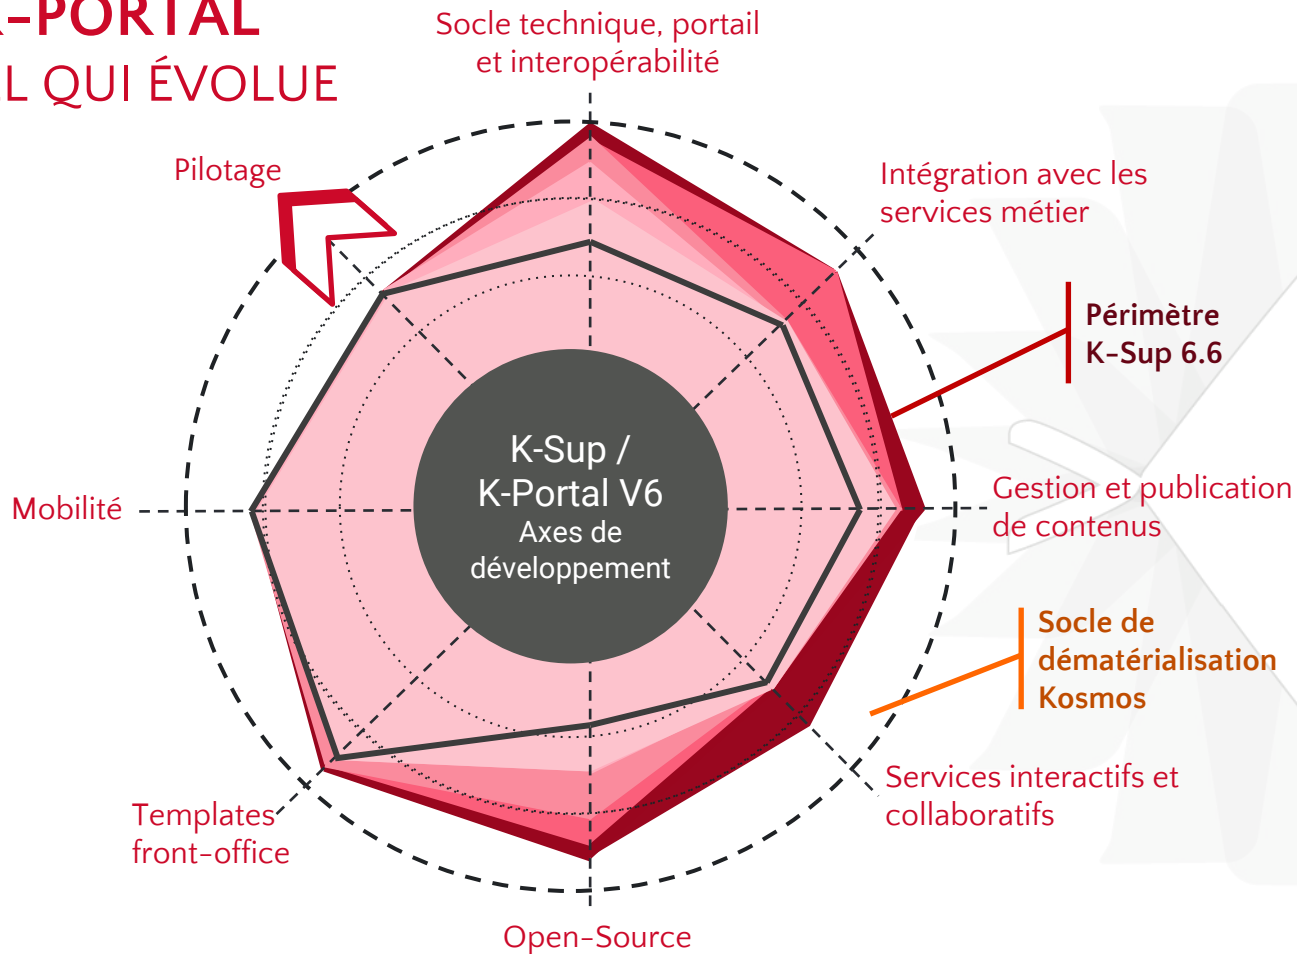 K-PORTAL
L QUI ÉVOLUE
Socle technique, portail
et interopérabilité
Pilotage
Intégration avec les
services métier
Périmètre
K-Sup 6.6
K-Sup /
K-Portal V6
Axes de
développement
Mobilité
Gestion et publication
de contenus
Socle de
dématérialisation
Kosmos
Services interactifs et
collaboratifs
Templates
front-office
Open-Source